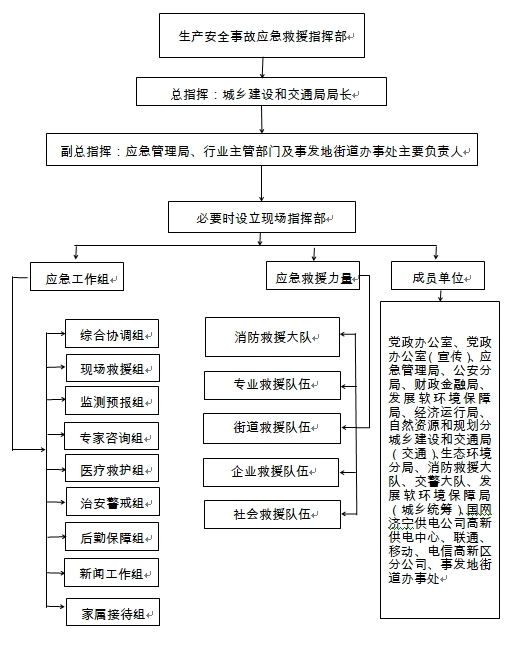 生产安全事故应急救援指挥部
总指挥：城乡建设和交通局局长
副总指挥：应急管理局、行业主管部门及事发地街道办事处主要负责人
必要时设立现场指挥部
应急工作组
应急救援力量
成员单位
综合协调组
现场救援组
监测预报组
专家咨询组
医疗救护组
治安警戒组
后勤保障组
新闻工作组
家属接待组
消防救援大队
专业救援队伍
街道救援队伍
企业救援队伍
社会救援队伍
党政办公室、党政
办公室（宣传）、应
急管理局、公安分
局、财政金融局、
发展软环境保障
局、经济运行局、
自然资源和规划分
城乡建设和交通局
（交通）、生态环境
分局、消防救援大
队、交警大队、发
展软环境保障局
（城乡统筹）、国网
济宁供电公司高新
供电中心、联通、
移动、电信高新区
分公司、事发地街
道办事处